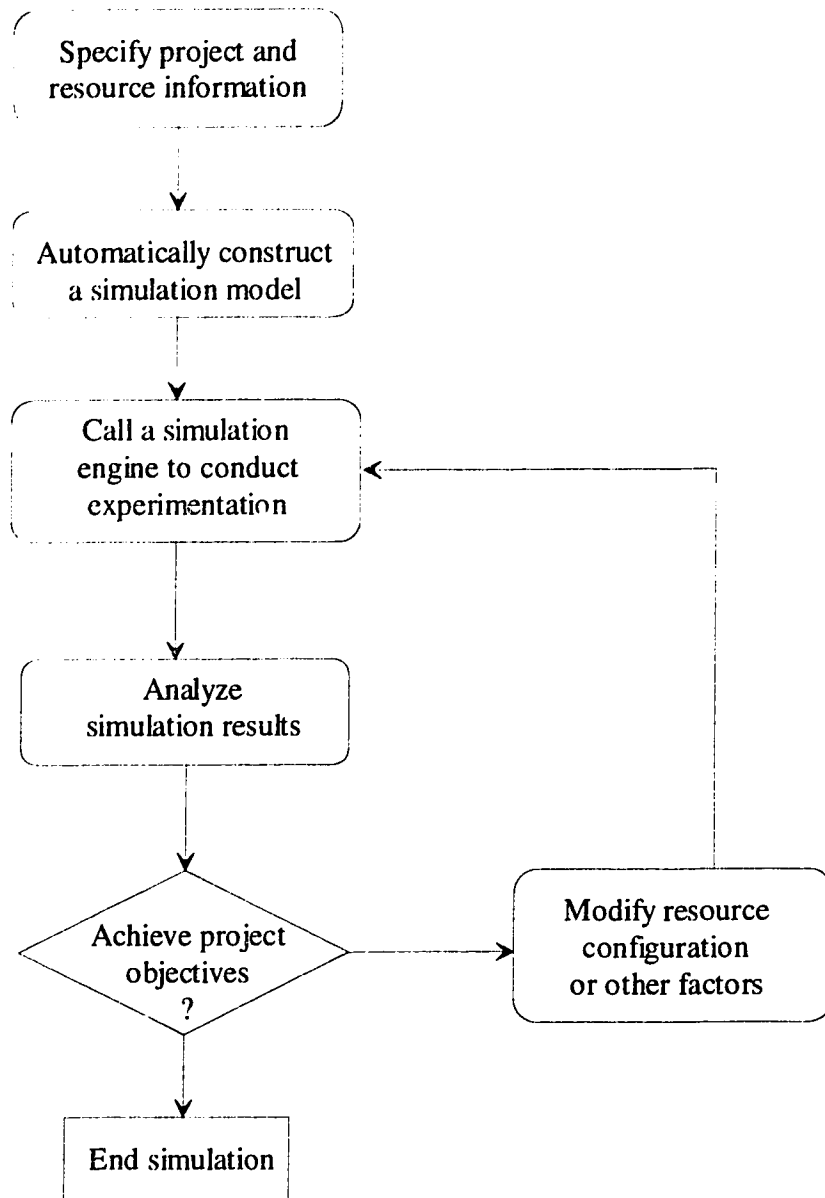 Specify project and
resource information
Automatically construct
a simulation model
Call a simulation
engine to conduct
experimentation
Analyze
simulation results
Achieve project
objectives
?
Modify resource
configuration
or other factors
End simulation